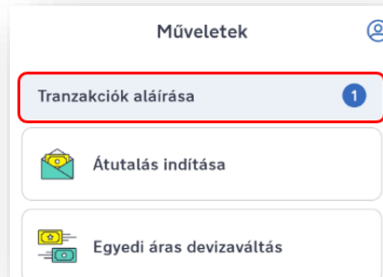 Műveletek
Tranzakciók aláírása 1
Átutalás indítása
Egyedi áras devizaváltás